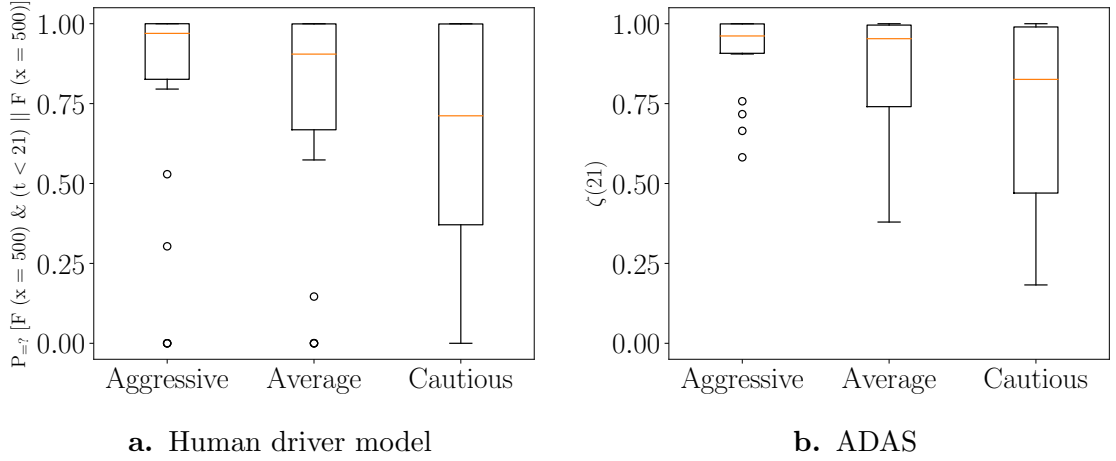 P=? [F (x = 500) & (t < 21) || F (x = 500)]
1.00
0.75
0.50
0.25
0.00
Aggressive Average Cautious
a. Human driver model
ζ(21)
1.00
0.75
0.50
0.25
0.00
Aggressive Average Cautious
b. ADAS